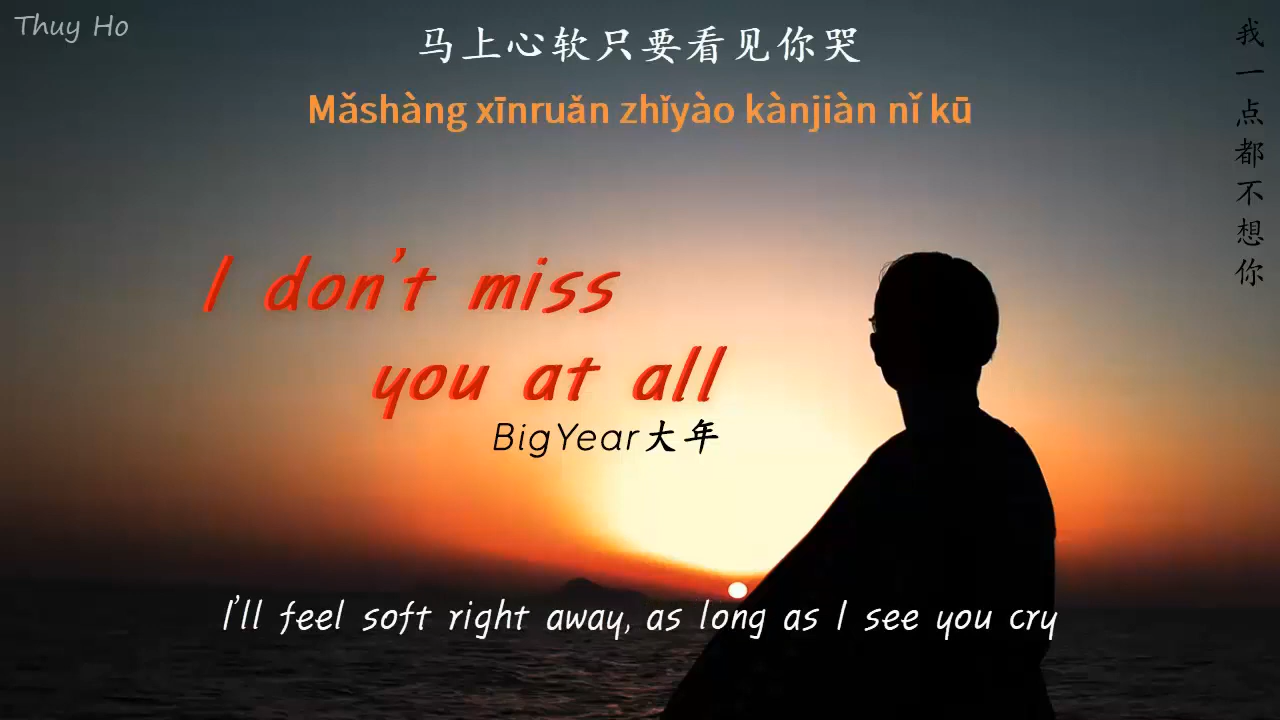 Thuy Ho
马上心软只要看见你哭
Mǎshàng xīnruǎn zhǐyào kànjiàn nǐ kū
我一点都不想你
I don't miss
you at all
BigYear大年
I'll feel soft right away, as long as I see you cry